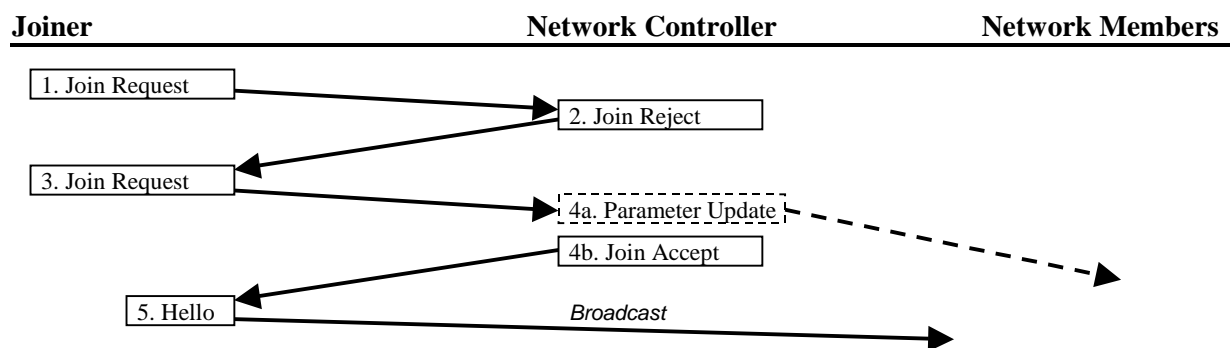 Joiner Network Controller Network Members
1. Join Request
2. Join Reject
3. Join Request
4a. Parameter Update
4b. Join Accept
5. Hello
Broadcast